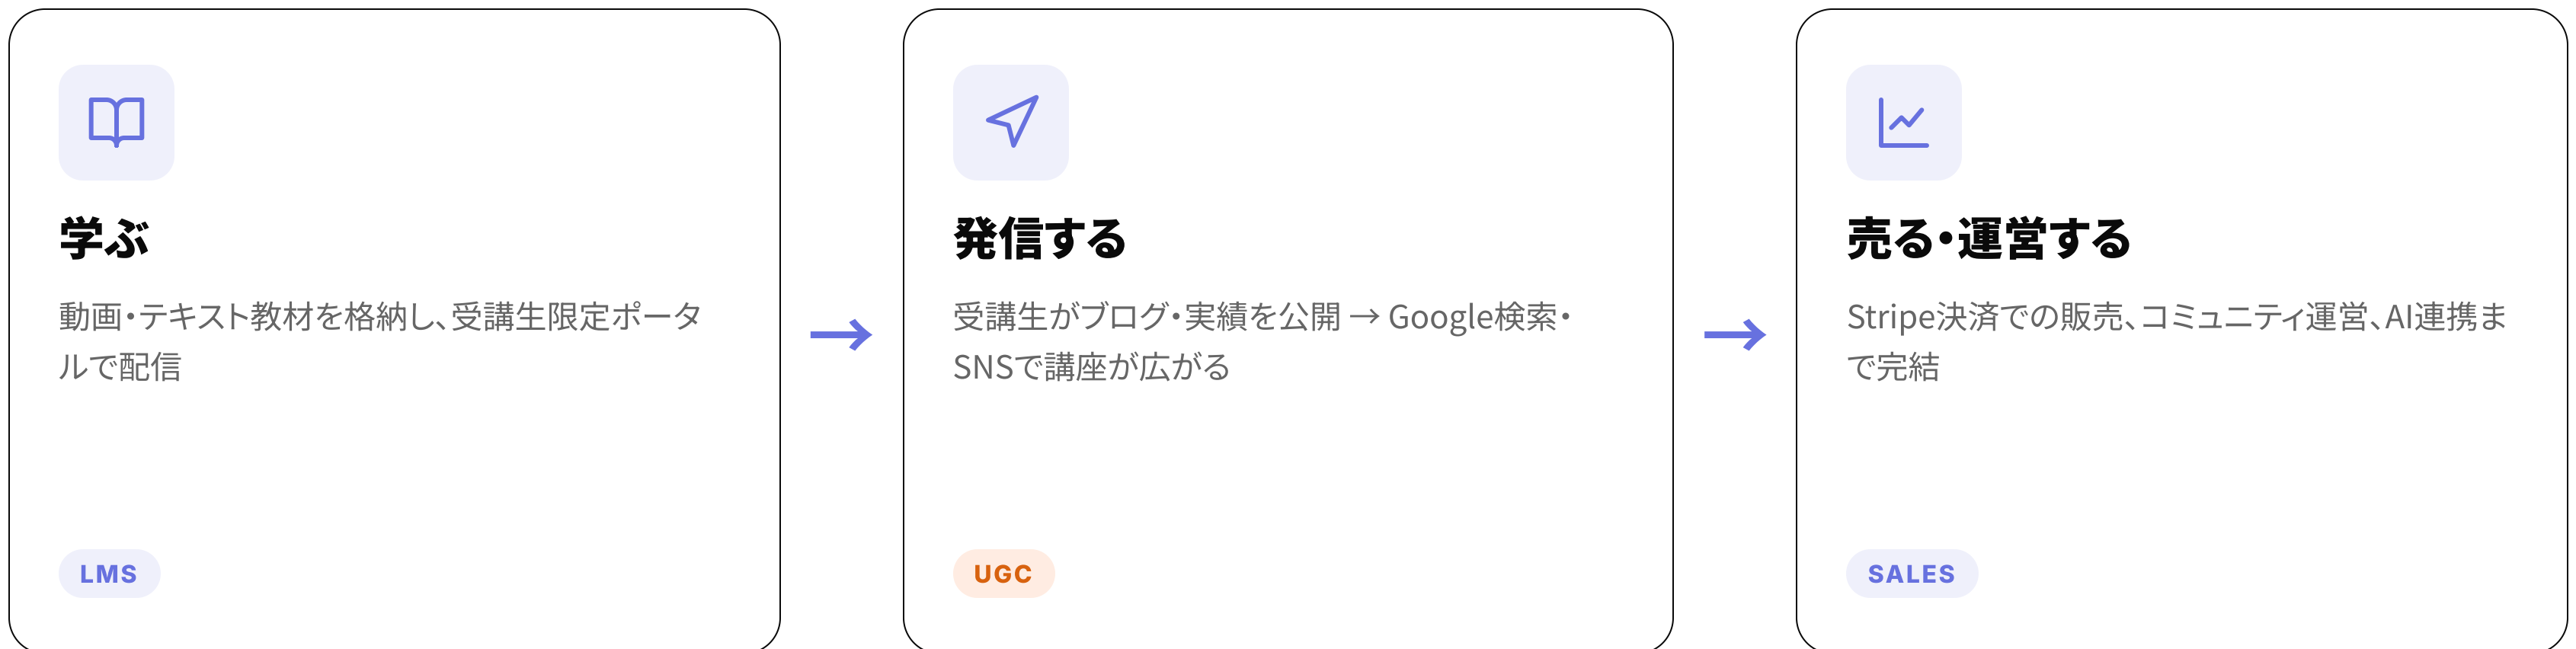 学ぶ
動画・テキスト教材を格納し、受講生限定ポータ
ルで配信
LMS
→
発信する
受講生がブログ・実績を公開 → Google検索・
SNSで講座が広がる
UGC
→
売る・運営する
Stripe決済での販売、コミュニティ運営、AI連携ま
で完結
SALES